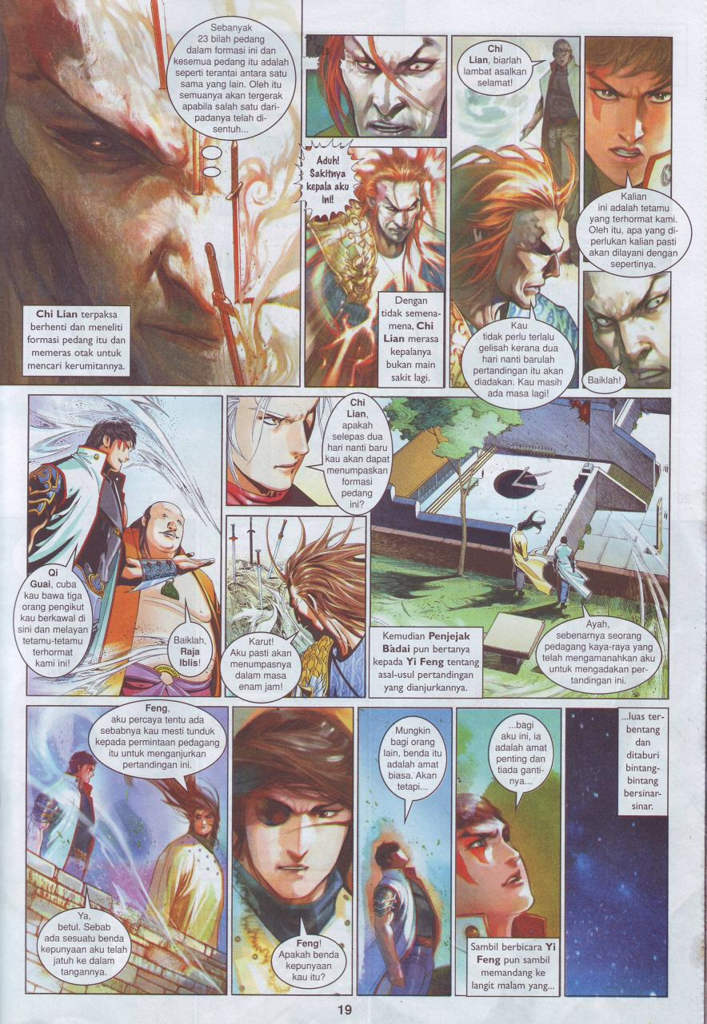 Sebanyak
23 bilah pedang
dalam formasi ini dan
kesemua pedang itu adalah
seperti terantai antara satu
sama yang lain. Oleh itu
semuanya akan tergerak
apabila salah satu dari-
padanya telah di-
sentuh...
Chi Lian terpaksa
berhenti dan meneliti
formasi pedang itu dan
memeras otak untuk
mencari kerumitannya.
Aduh!
Sakitnya
kepala aku
ini!
Dengan
tidak semena-
mena, Chi
Lian merasa
kepalanya
bukan main
sakit lagi.
Chi
Lian, biarlah
lambat asalkan
selamat!
Kau
tidak perlu terlalu
gelisah kerana dua
hari nanti barulah
pertandingan itu akan
diadakan. Kau masih
ada masa lagi!
Kalian
ini adalah tetamu
yang terhormat kami.
Oleh itu, apa yang di-
perlukan kalian pasti
akan dilayani dengan
sepertinya.
Baiklah!
Qi
Guai, cuba
kau bawa tiga
orang pengikut
kau berkawal di
sini dan melayan
tetamu-tetamu
terhormat
kami ini!
Baiklah,
Raja
Iblis!
Chi
Lian,
apakah
selepas dua
hari nanti baru
kau akan dapat
menumpaskan
formasi
pedang
ini?
Karut!
Aku pasti akan
menumpasnya
dalam masa
enam jam!
Kemudian Penjejak
Badai pun bertanya
kepada Yi Feng tentang
asal-usul pertandingan
yang dianjurkannya.
Ayah,
sebenarnya seorang
pedagang kaya-raya yang
telah mengamanahkan aku
untuk mengadakan per-
tandingan ini.
Feng,
aku percaya tentu ada
sebabnya kau mesti tunduk
kepada permintaan pedagang
itu untuk menganjurkan
pertandingan ini.
Ya,
betul. Sebab
ada sesuatu benda
kepunyaan aku telah
jatuh ke dalam
tangannya.
Feng!
Apakah benda
kepunyaan
kau itu?
Mungkin
bagi orang
lain, benda itu
adalah amat
biasa. Akan
tetapi...
...bagi
aku ini, ia
adalah amat
penting dan
tiada ganti-
nya...
Sambil berbicara Yi
Feng pun sambil
memandang ke
langit malam yang...
...luas ter-
bentang
dan
ditaburi
bintang-
bintang
bersinar-
sinar.
19